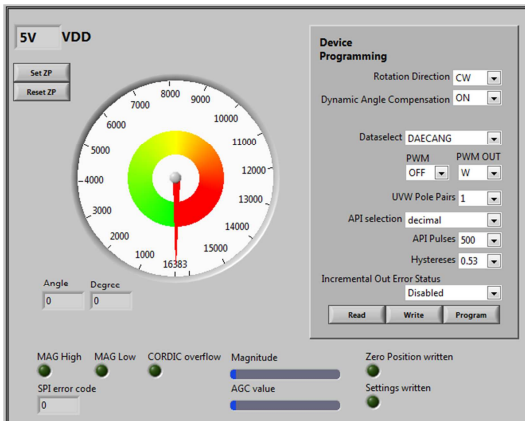 5V VDD
Set ZP
Reset ZP
8000
7000
9000
6000
10000
5000
11000
4000
12000
3000
13000
2000
14000
1000
15000
16383
Angle Degree
0 0
Device
Programming
Rotation Direction CW
Dynamic Angle Compensation ON
Dataselect DAECANG
PWM PWM OUT
OFF W
UVW Pole Pairs 1
API selection decimal
API Pulses 500
Hystereses 0.53
Incremental Out Error Status
Disabled
Read Write Program
MAG High MAG Low CORDIC overflow Magnitude Zero Position written
SPI error code AGC value Settings written
0